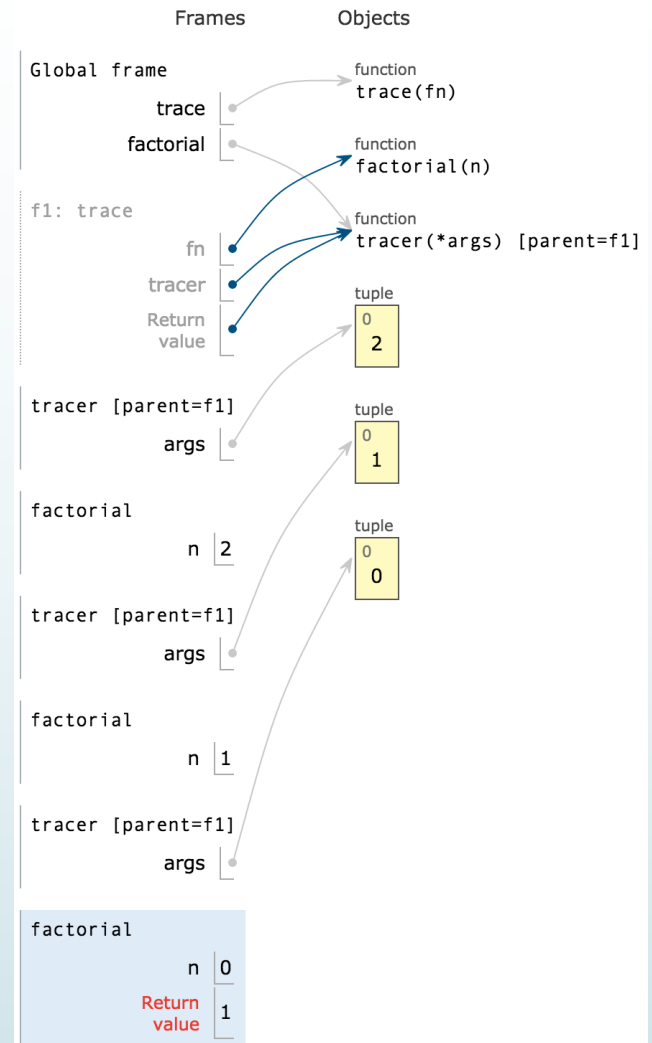 Frames Objects
Global frame
trace
factorial
function
trace(fn)
function
factorial(n)
function
tracer(*args) [parent=f1]
f1: trace
fn
tracer
Return
value
tuple
0
2
tracer [parent=f1]
args
tuple
0
1
factorial
n 2
tuple
0
0
tracer [parent=f1]
args
factorial
n 1
tracer [parent=f1]
args
factorial
n 0
Return
value 1